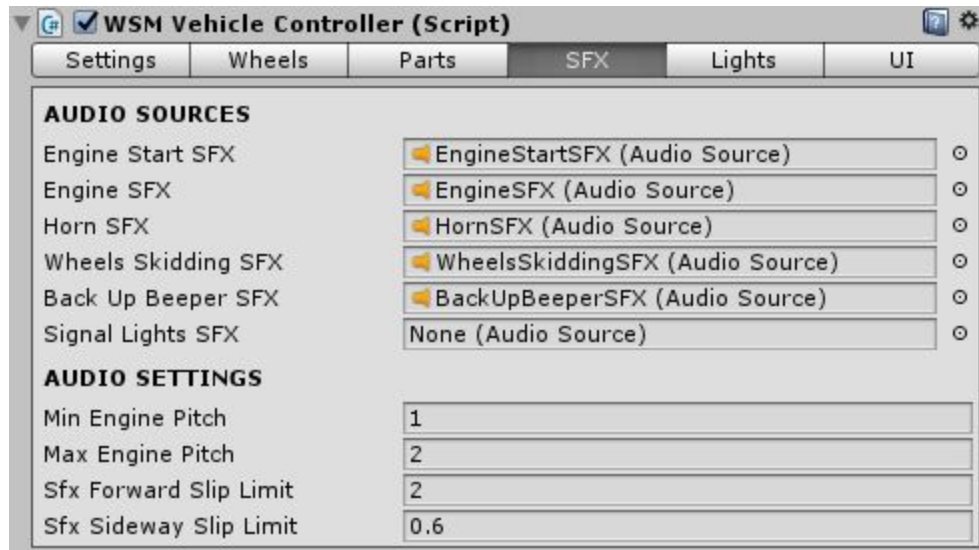 WSM Vehicle Controller (Script)
Settings Wheels Parts SFX Lights UI
AUDIO SOURCES
Engine Start SFX EngineStartSFX (Audio Source)
Engine SFX EngineSFX (Audio Source)
Horn SFX HornSFX (Audio Source)
Wheels Skidding SFX WheelsSkiddingSFX (Audio Source)
Back Up Beeper SFX BackUpBeeperSFX (Audio Source)
Signal Lights SFX None (Audio Source)
AUDIO SETTINGS
Min Engine Pitch 1
Max Engine Pitch 2
Sfx Forward Slip Limit 2
Sfx Sideway Slip Limit 0.6